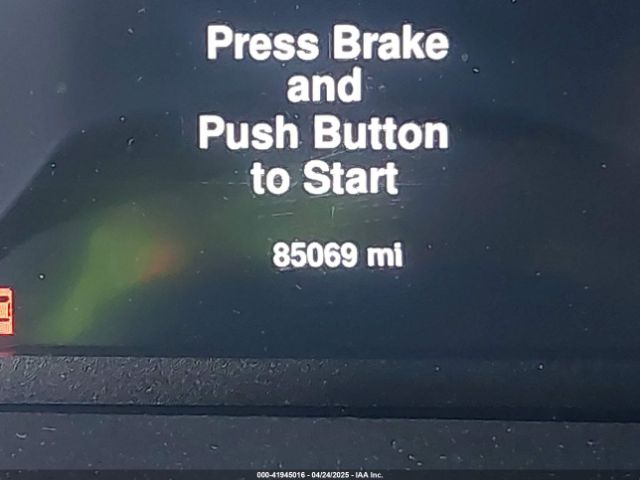 Press Brake
and
Push Button
to Start
85069 mi
000-41945016 - 04/24/2025 - IAA Inc.